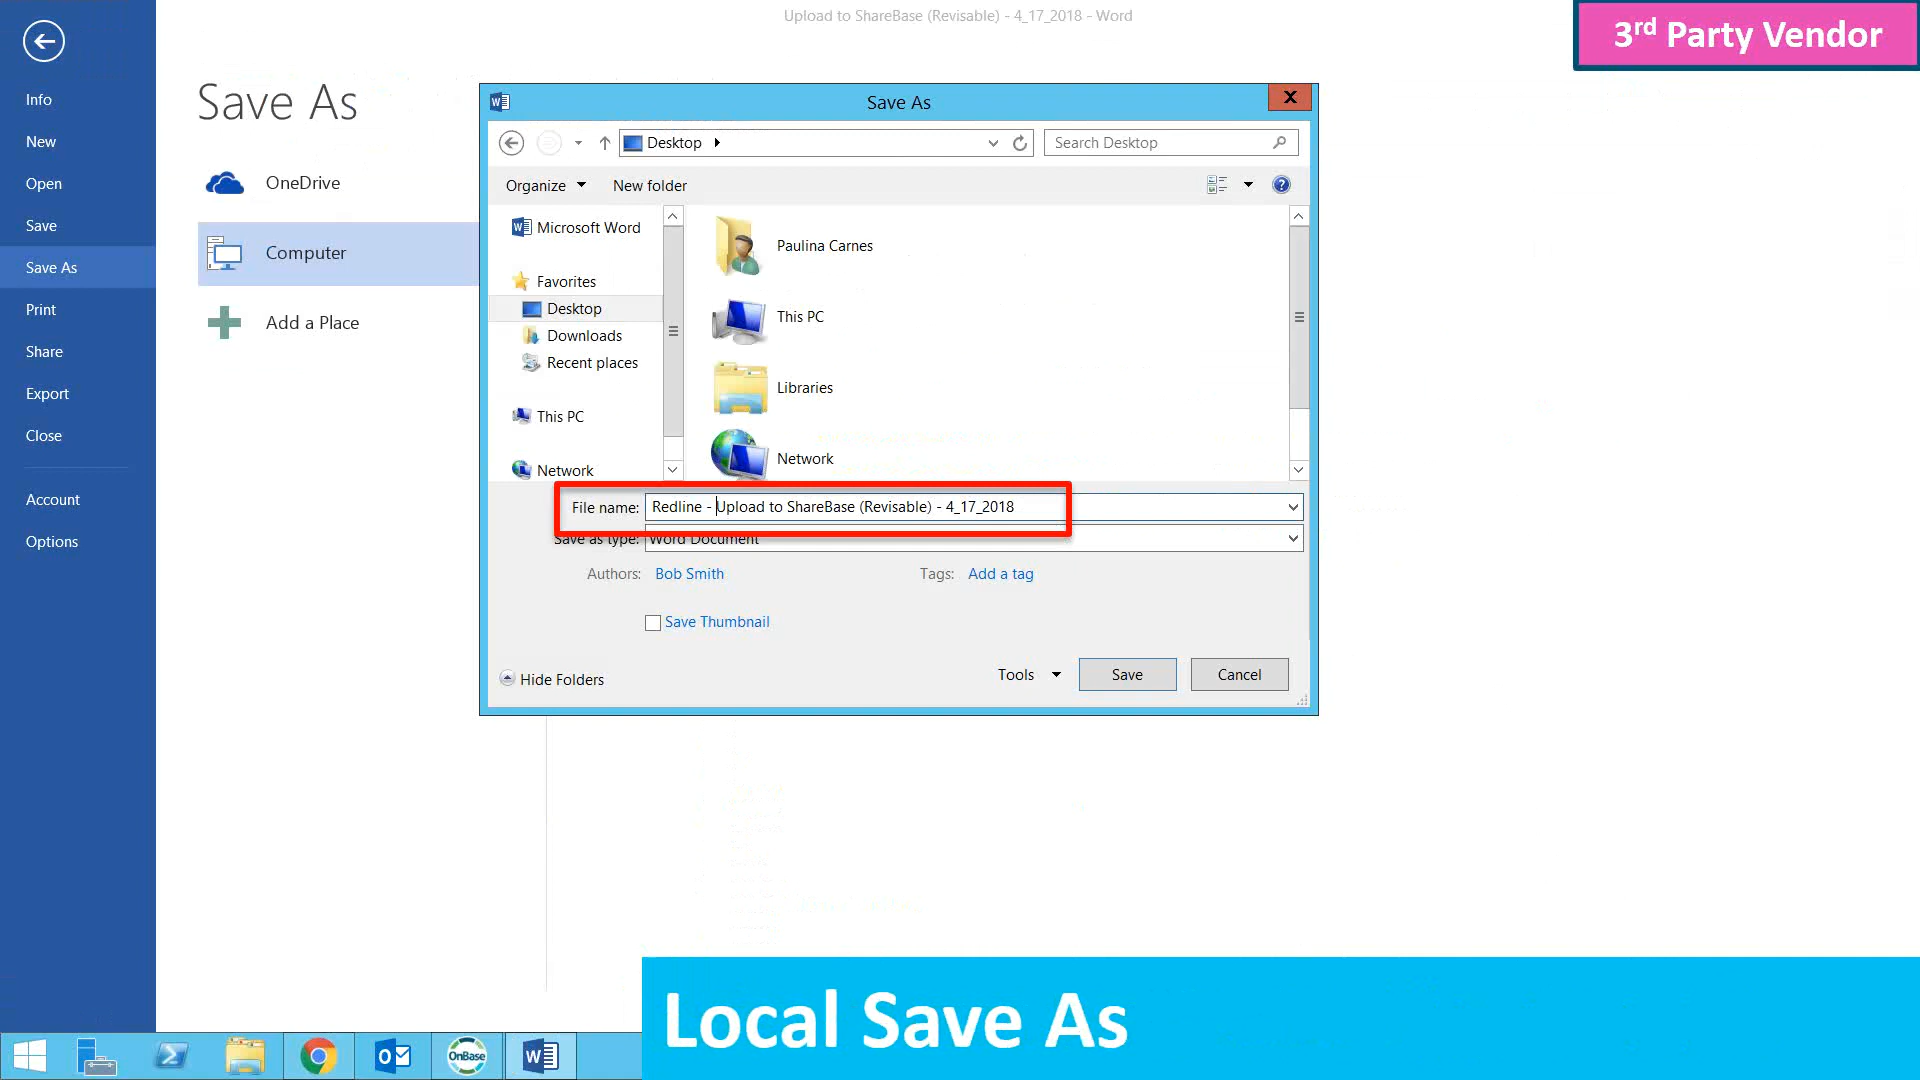 Upload to ShareBase (Revisable) - 4_17_2018 - Word
3rd Party Vendor
Info
New
Open
Save
Save As
Print
Share
Export
Close
Account
Options
Save As
OneDrive
Computer
Add a Place
Save As
X
Desktop
Search Desktop
Organize
New folder
?
Microsoft Word
Favorites
Desktop
Downloads
Recent places
This PC
Network
Paulina Carnes
This PC
Libraries
Network
File name: Redline - Upload to ShareBase (Revisable) - 4_17_2018
Save as type: Word Document
Authors: Bob Smith
Tags: Add a tag
Save Thumbnail
Hide Folders
Tools
Save
Cancel
Local Save As
OnBase